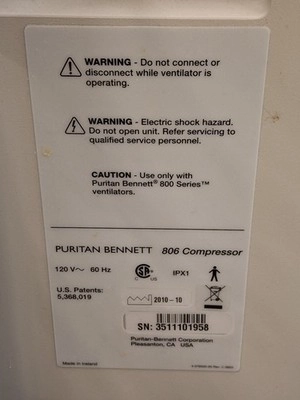 WARNING - Do not connect or
disconnect while ventilator is
operating.
WARNING - Electric shock hazard.
Do not open unit. Refer servicing to
qualified service personnel.
CAUTION - Use only with
Puritan Bennett® 800 Series™
ventilators.
PURITAN BENNETT 806 Compressor
120 V~ 60 Hz
IPX1
U.S. Patents:
5,368,019
2010 - 10
SN: 3511101958
Puritan-Bennett Corporation
Pleasanton, CA USA
Made in Ireland